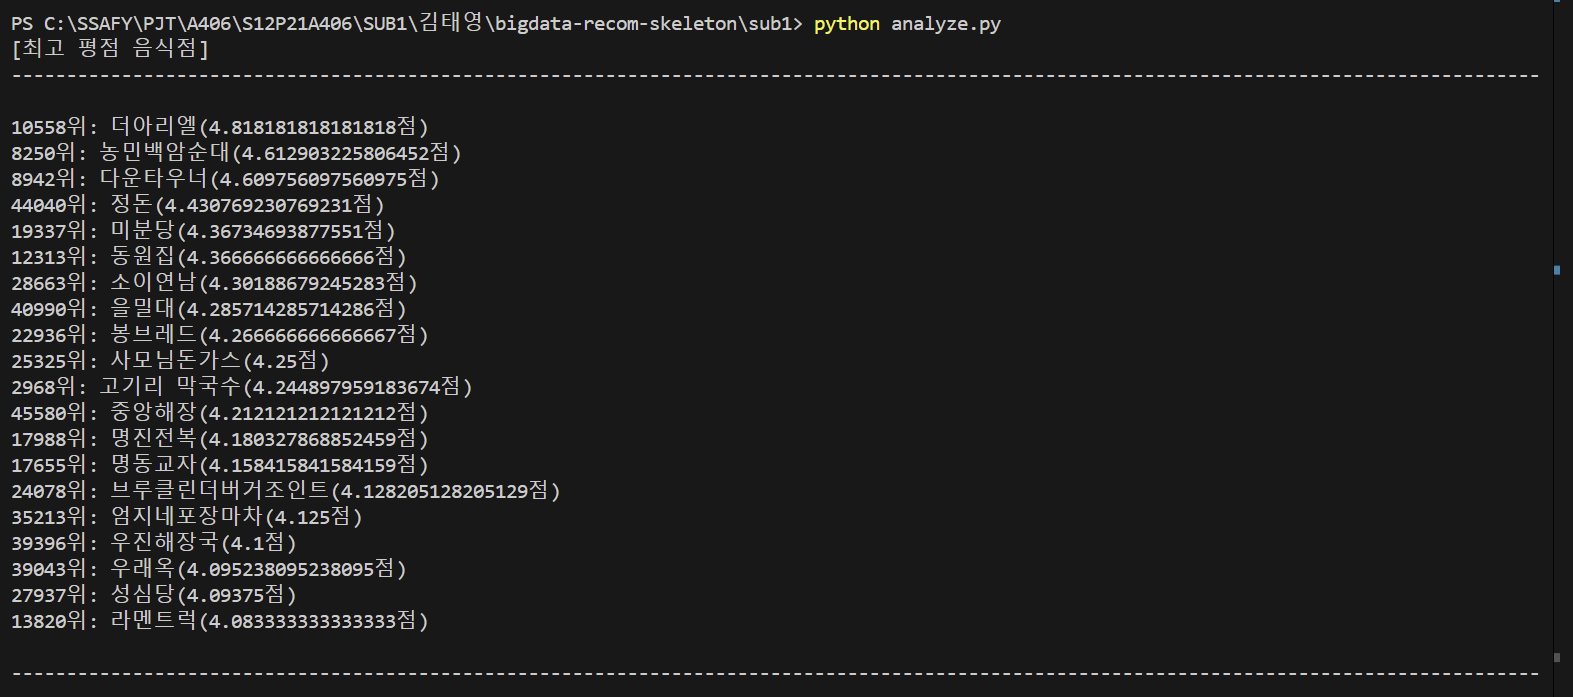 PS C:\SSAFY\PJT\A406\S12P21A406\SUB1\김태영\bigdata-recom-skeleton\sub1> python analyze.py
[최고 평점 음식점]
-------------------------------------------------------------------------------------------------------------------------------------------
10558위: 더아리엘(4.818181818181818점)
8250위: 농민백암순대(4.612903225806452점)
8942위: 다운타우너(4.609756097560975점)
44040위: 정돈(4.430769230769231점)
19337위: 미분당(4.36734693877551점)
12313위: 동원집(4.366666666666666점)
28663위: 소이연남(4.30188679245283점)
40990위: 을밀대(4.285714285714286점)
22936위: 봉브레드(4.266666666666667점)
25325위: 사모님돈가스(4.25점)
2968위: 고기리 막국수(4.244897959183674점)
45580위: 중앙해장(4.212121212121212점)
17988위: 명진전복(4.180327868852459점)
17655위: 명동교자(4.158415841584159점)
24078위: 브루클린더버거조인트(4.128205128205129점)
35213위: 엄지네포장마차(4.125점)
39396위: 우진해장국(4.1점)
39043위: 우래옥(4.095238095238095점)
27937위: 성심당(4.09375점)
13820위: 라멘트럭(4.083333333333333점)
-------------------------------------------------------------------------------------------------------------------------------------------